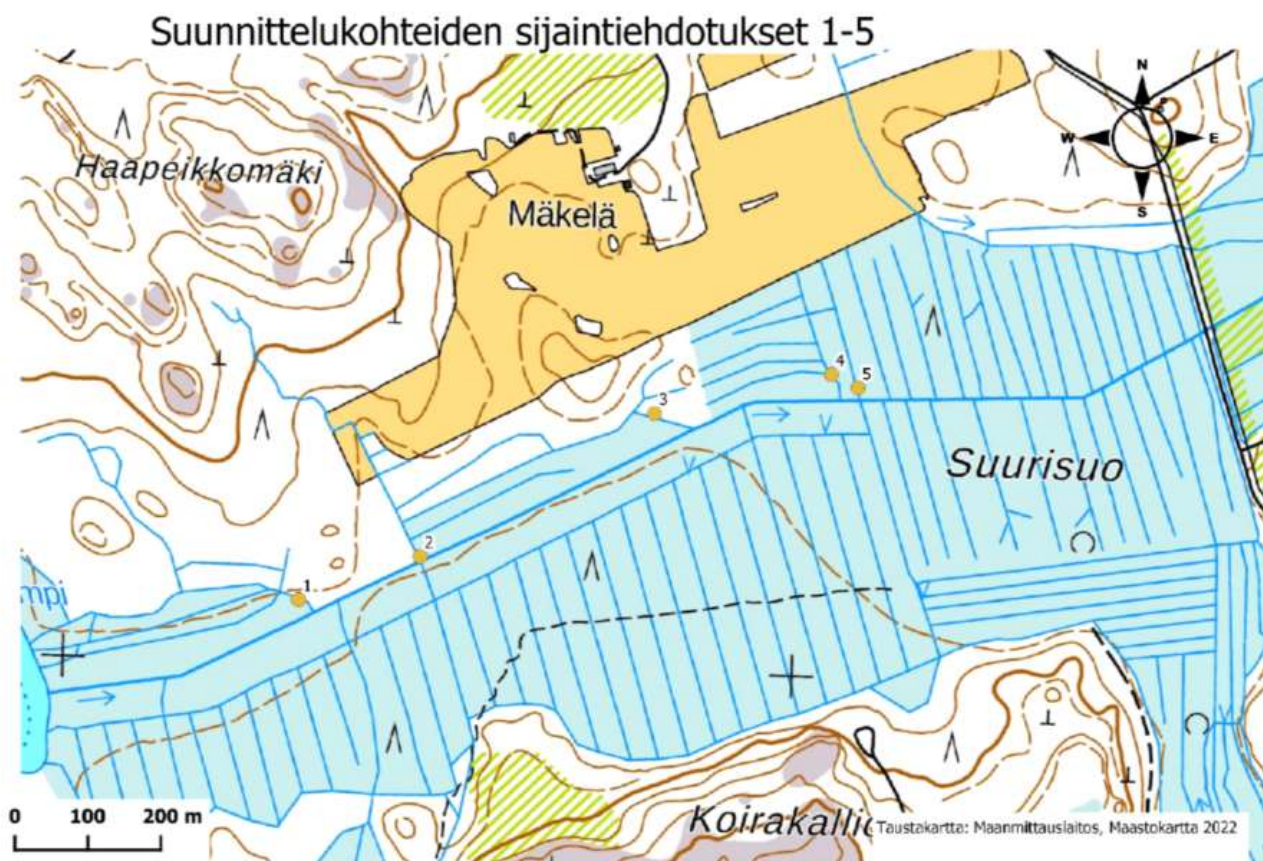 Suunnittelukohteiden sijaintiehdotukset 1-5
N
W
E
S
Haapeikkomäki
Mäkelä
4
5
3
Suurisuo
2
1
mpi
0
100
200 m
Koirakallio
Taustakartta: Maanmittauslaitos, Maastokartta 2022